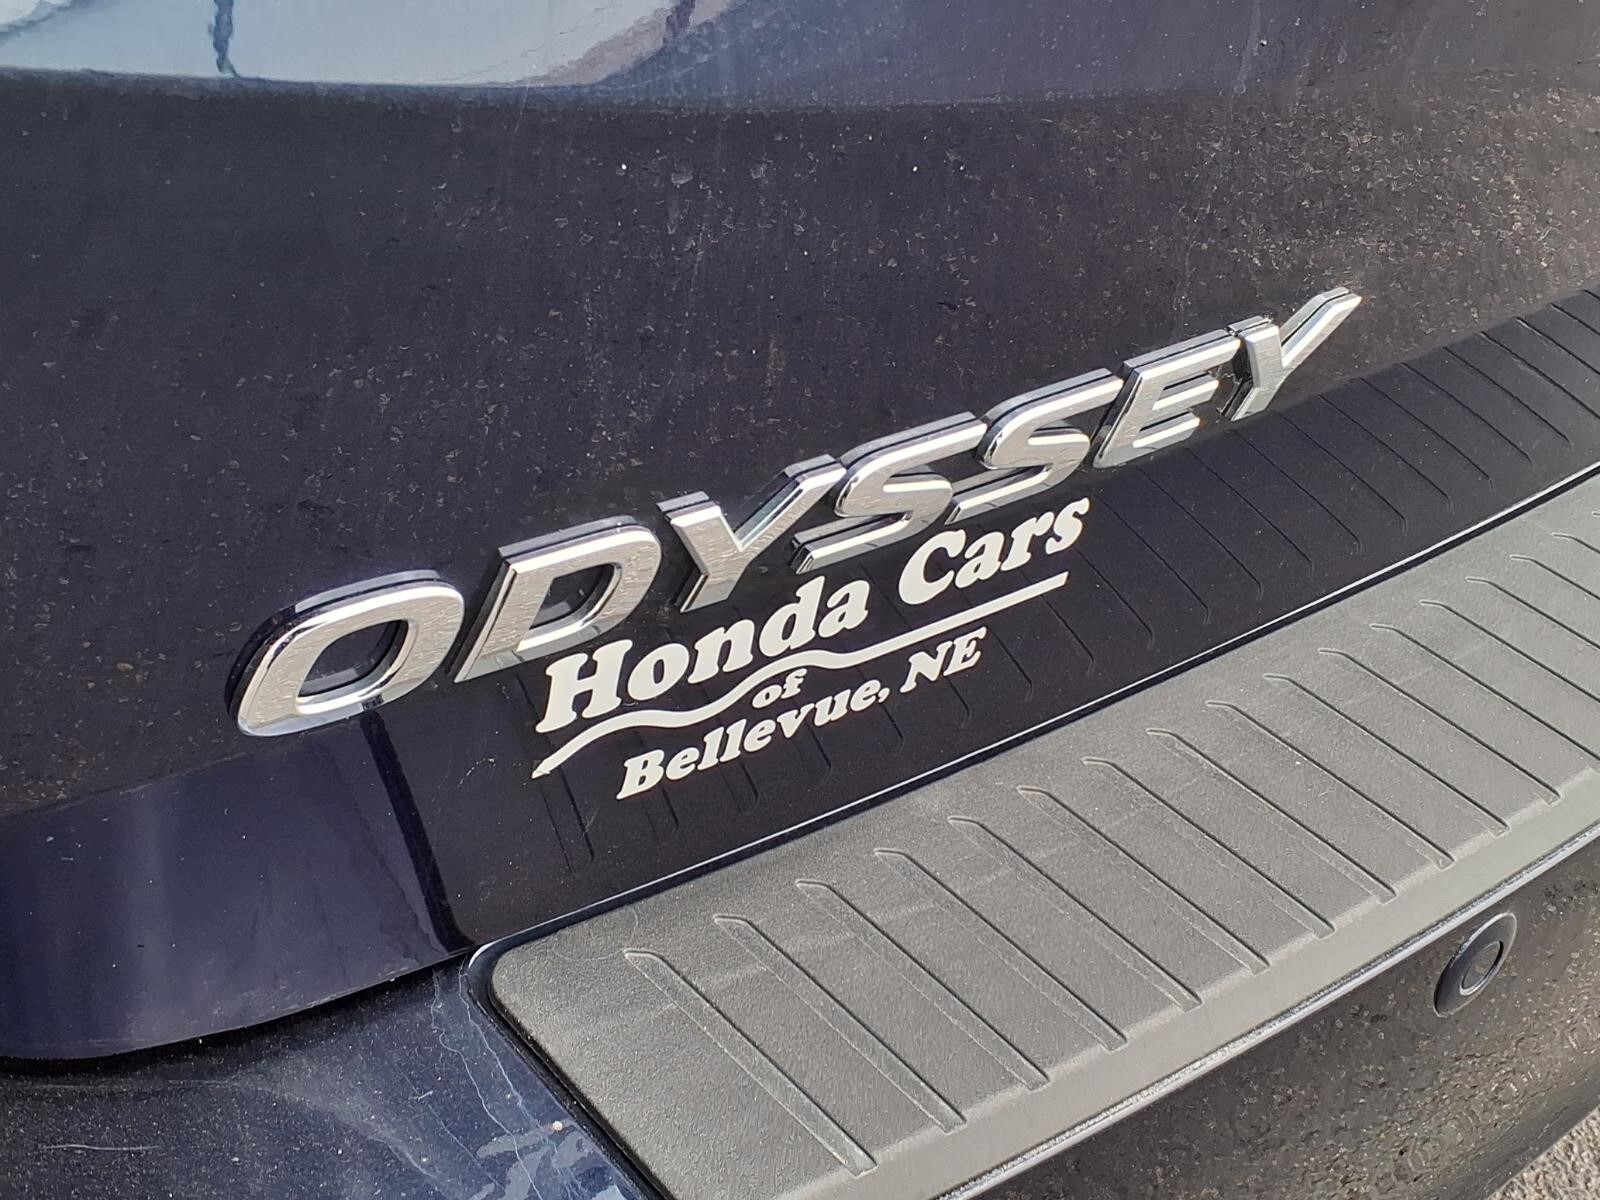 ODYSSEY
Honda Cars
of
Bellevue, NE